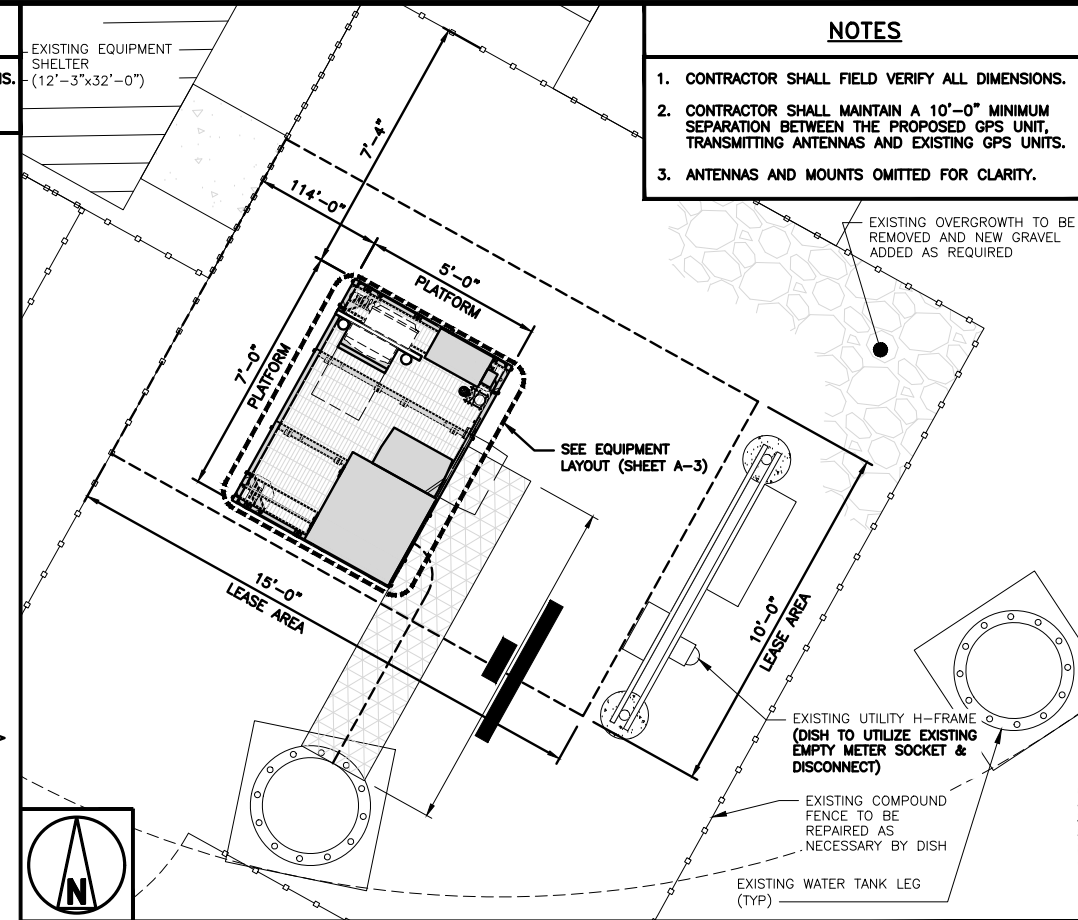 EXISTING EQUIPMENT
SHELTER
(12'-3"x32'-0")
NS.
NOTES
1. CONTRACTOR SHALL FIELD VERIFY ALL DIMENSIONS.
2. CONTRACTOR SHALL MAINTAIN A 10'-0" MINIMUM
SEPARATION BETWEEN THE PROPOSED GPS UNIT,
TRANSMITTING ANTENNAS AND EXISTING GPS UNITS.
3. ANTENNAS AND MOUNTS OMITTED FOR CLARITY.
7'-4"
114'-0"
EXISTING OVERGROWTH TO BE
REMOVED AND NEW GRAVEL
ADDED AS REQUIRED
5'-0"
PLATFORM
7'-0"
PLATFORM
SEE EQUIPMENT
LAYOUT (SHEET A-3)
15'-0"
LEASE AREA
10'-0"
LEASE AREA
EXISTING UTILITY H-FRAME
(DISH TO UTILIZE EXISTING
EMPTY METER SOCKET &
DISCONNECT)
EXISTING COMPOUND
FENCE TO BE
REPAIRED AS
NECESSARY BY DISH
EXISTING WATER TANK LEG
(TYP)
N